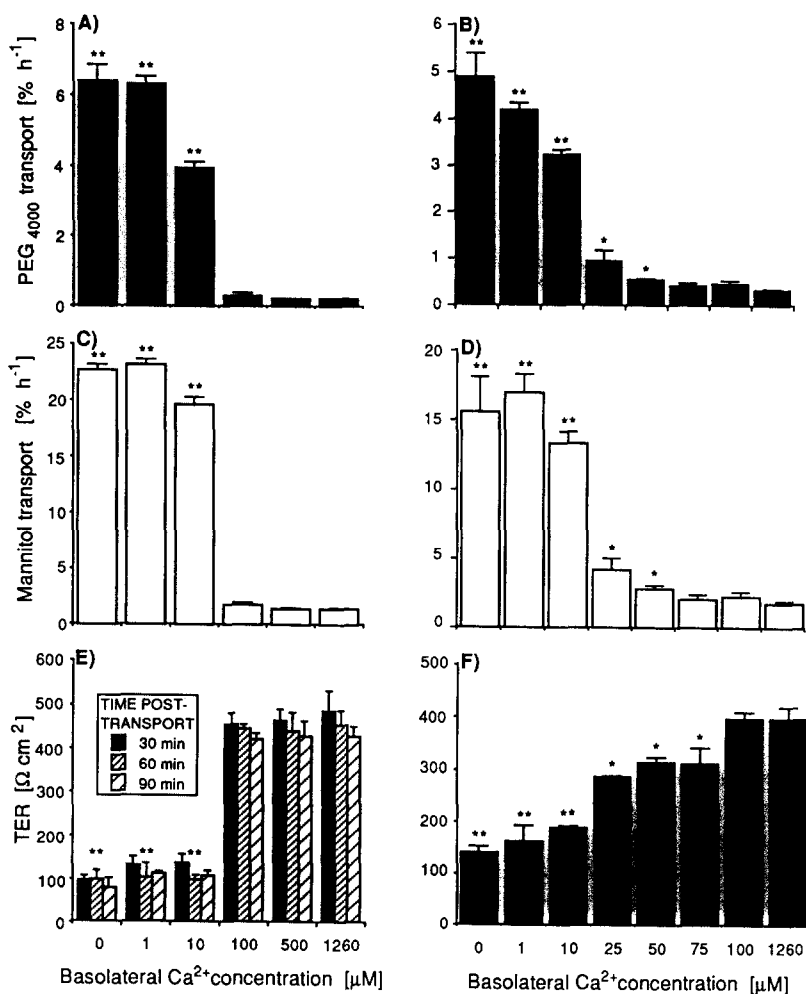 A)
8
6
4
2
0
PEG 4000 transport [% h-1]
** ** **
B)
6
5
4
3
2
1
0
** ** ** * *
C)
25
20
15
10
5
0
Mannitol transport [% h-1]
** ** **
D)
20
15
10
5
0
** ** ** * *
E)
600
500
400
300
200
100
0
TER [Ω cm2]
TIME POST-
TRANSPORT
30 min
60 min
90 min
** ** **
0 1 10 100 500 1260
Basolateral Ca2+concentration [µM]
F)
500
400
300
200
100
0
** ** ** * * *
0 1 10 25 50 75 100 1260
Basolateral Ca2+concentration [µM]